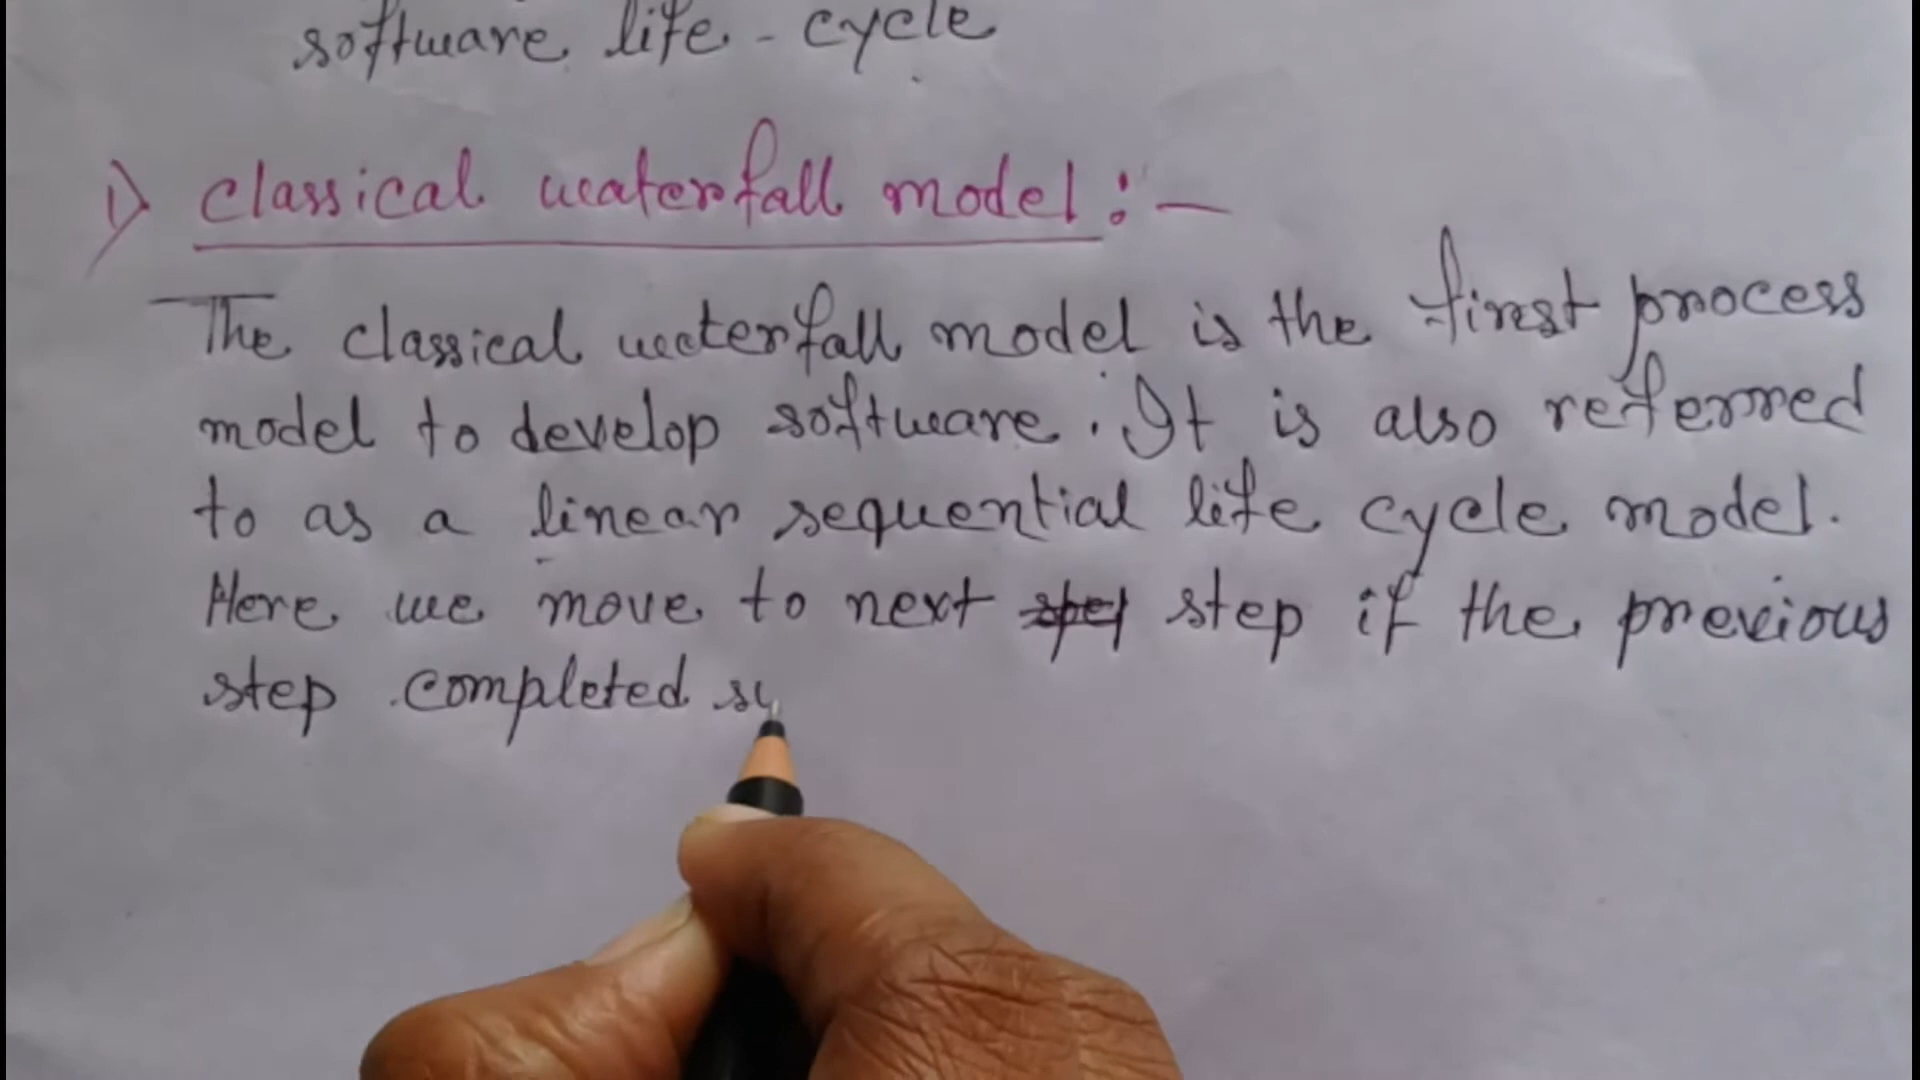 software life-cycle
1) classical waterfall model :-
The classical waterfall model is the first process
model to develop software. It is also referred
to as a linear sequential life cycle model.
Here we move to next step if the previous
step completed su